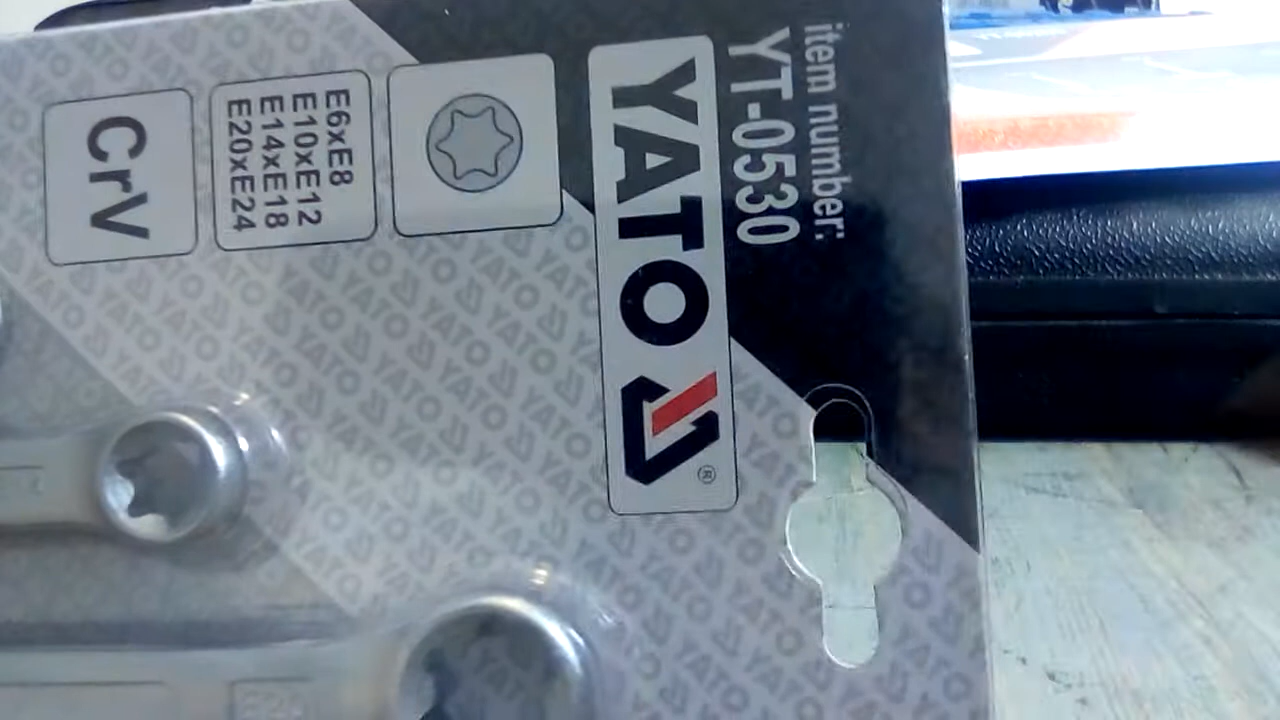 item number:
YT-0530
YATO
®
E6xE8
E10xE12
E14xE18
E20xE24
CrV